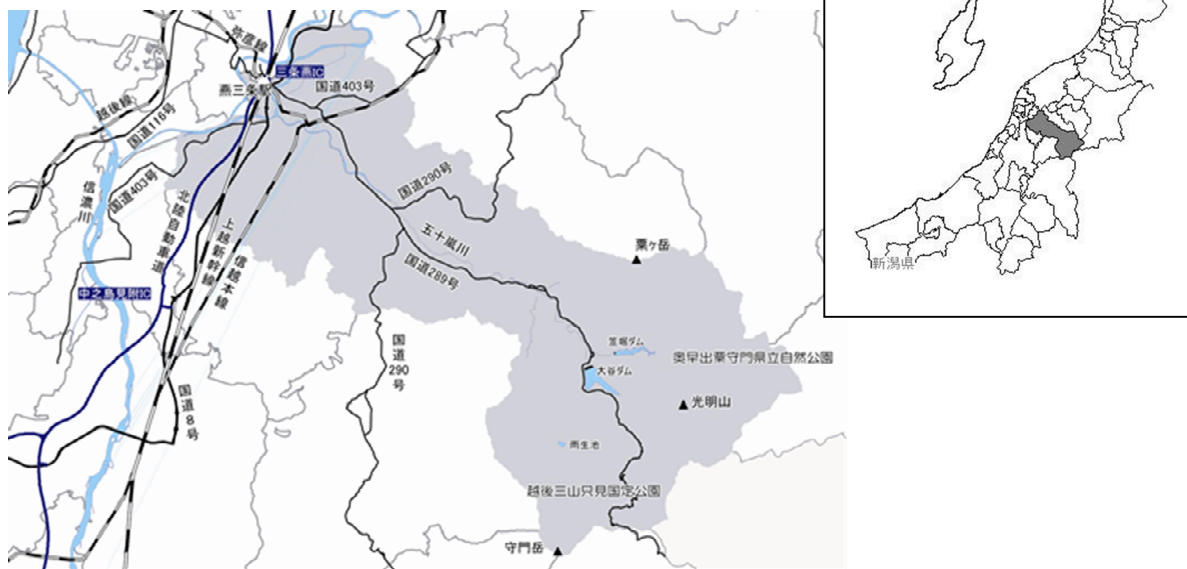 弥彦線
三条燕IC
燕三条駅
国道403号
越後線
国道116号
国道403号
信濃川
北陸自動車道
上越新幹線
信越本線
国道290号
五十嵐川
国道289号
粟ヶ岳
中之島見附IC
国道290号
国道8号
笠堀ダム
大谷ダム
奥早出粟守門県立自然公園
光明山
雨生池
越後三山只見国定公園
守門岳
新潟県